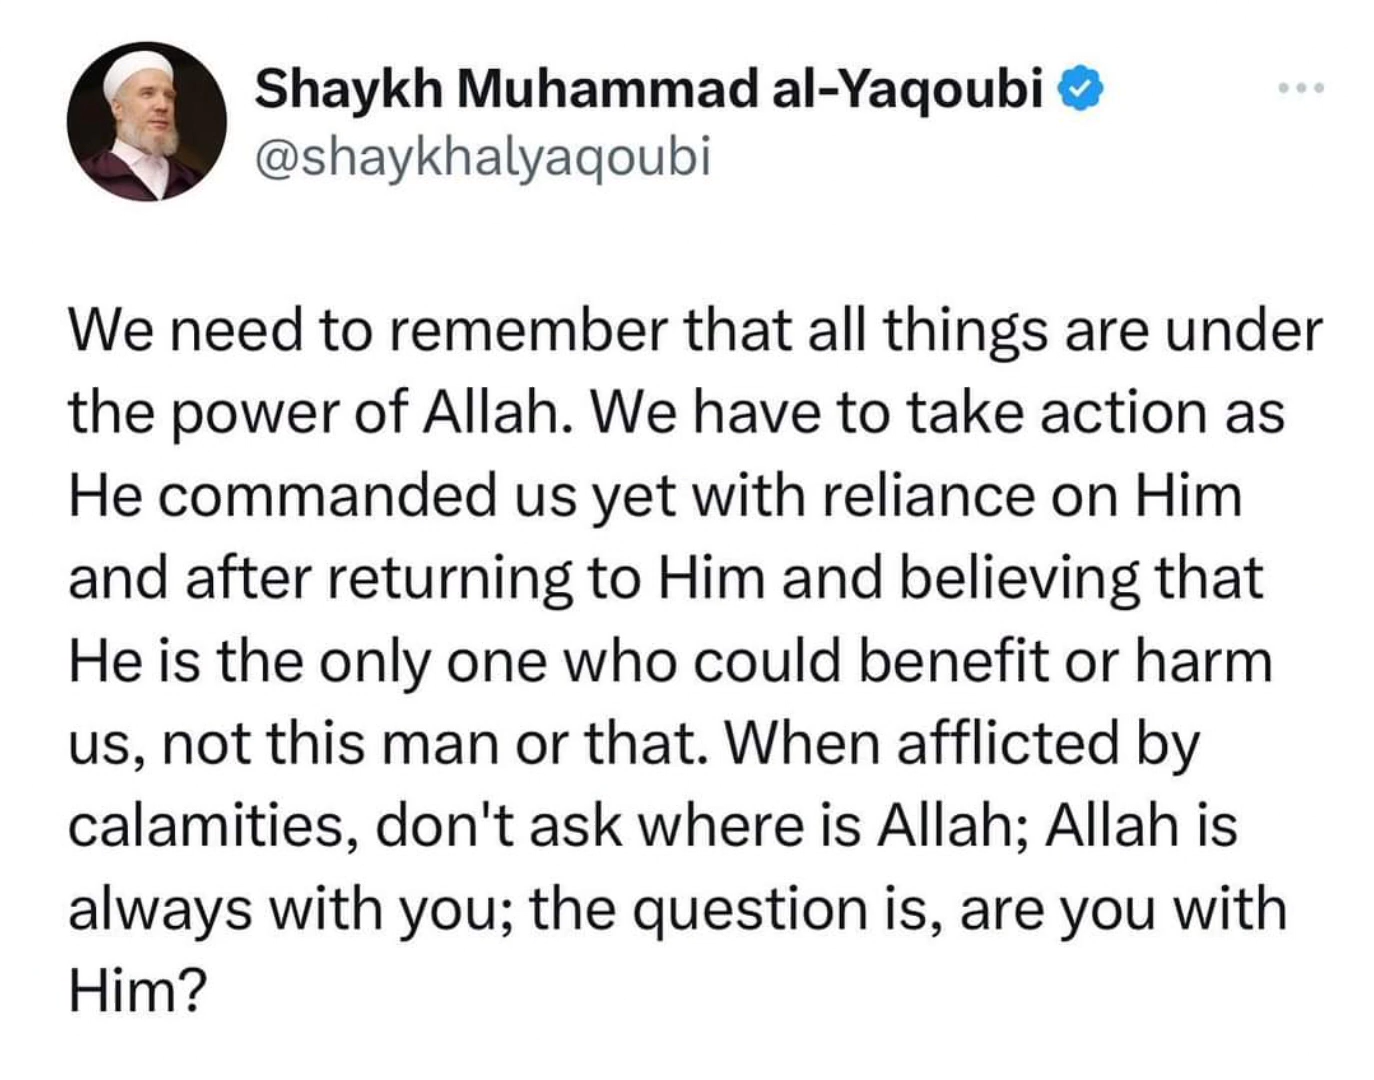 Shaykh Muhammad al-Yaqoubi
@shaykhalyaqoubi
We need to remember that all things are under
the power of Allah. We have to take action as
He commanded us yet with reliance on Him
and after returning to Him and believing that
He is the only one who could benefit or harm
us, not this man or that. When afflicted by
calamities, don't ask where is Allah; Allah is
always with you; the question is, are you with
Him?